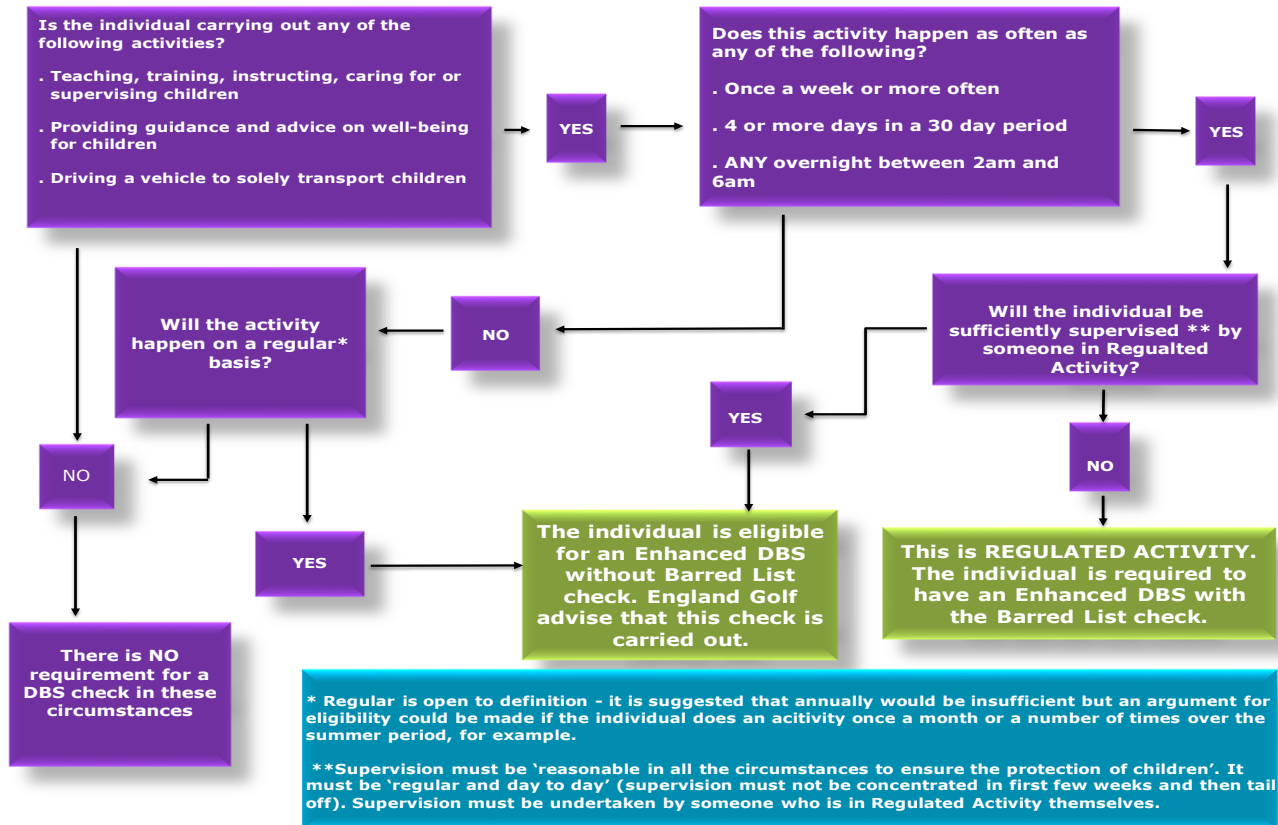 Is the individual carrying out any of the
following activities?
. Teaching, training, instructing, caring for or
supervising children
. Providing guidance and advice on well-being
for children
. Driving a vehicle to solely transport children
YES
Does this activity happen as often as
any of the following?
. Once a week or more often
. 4 or more days in a 30 day period
. ANY overnight between 2am and
6am
YES
Will the activity
happen on a regular*
basis?
NO
Will the individual be
sufficiently supervised ** by
someone in Regualted
Activity?
YES
NO
NO
YES
The individual is eligible
for an Enhanced DBS
without Barred List
check. England Golf
advise that this check is
carried out.
This is REGULATED ACTIVITY.
The individual is required to
have an Enhanced DBS with
the Barred List check.
There is NO
requirement for a
DBS check in these
circumstances
* Regular is open to definition - it is suggested that annually would be insufficient but an argument for
eligibility could be made if the individual does an acitivity once a month or a number of times over the
summer period, for example.
**Supervision must be ‘reasonable in all the circumstances to ensure the protection of children’. It
must be ‘regular and day to day’ (supervision must not be concentrated in first few weeks and then tail
off). Supervision must be undertaken by someone who is in Regulated Activity themselves.